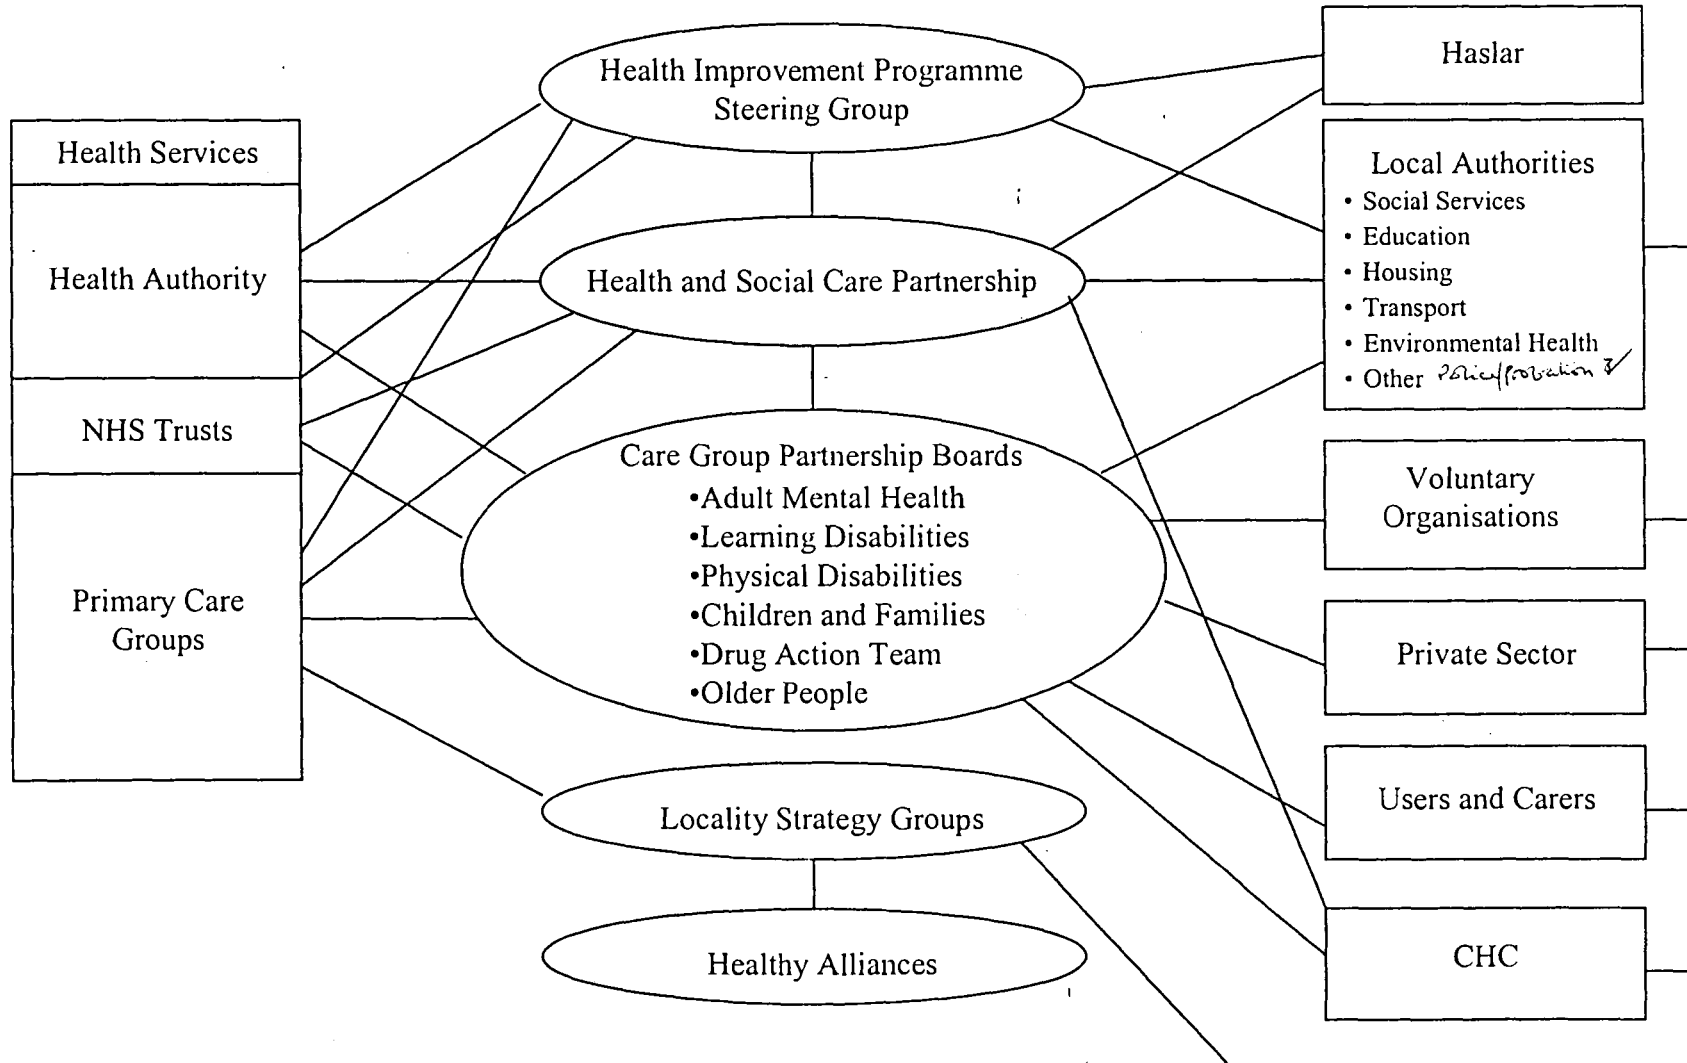 Health Services
Health Authority
NHS Trusts
Primary Care
Groups
Health Improvement Programme
Steering Group
Health and Social Care Partnership
Care Group Partnership Boards
•Adult Mental Health
•Learning Disabilities
•Physical Disabilities
•Children and Families
•Drug Action Team
•Older People
Locality Strategy Groups
Healthy Alliances
Haslar
Local Authorities
• Social Services
• Education
• Housing
• Transport
• Environmental Health
• Other Police/probation
Voluntary
Organisations
Private Sector
Users and Carers
CHC